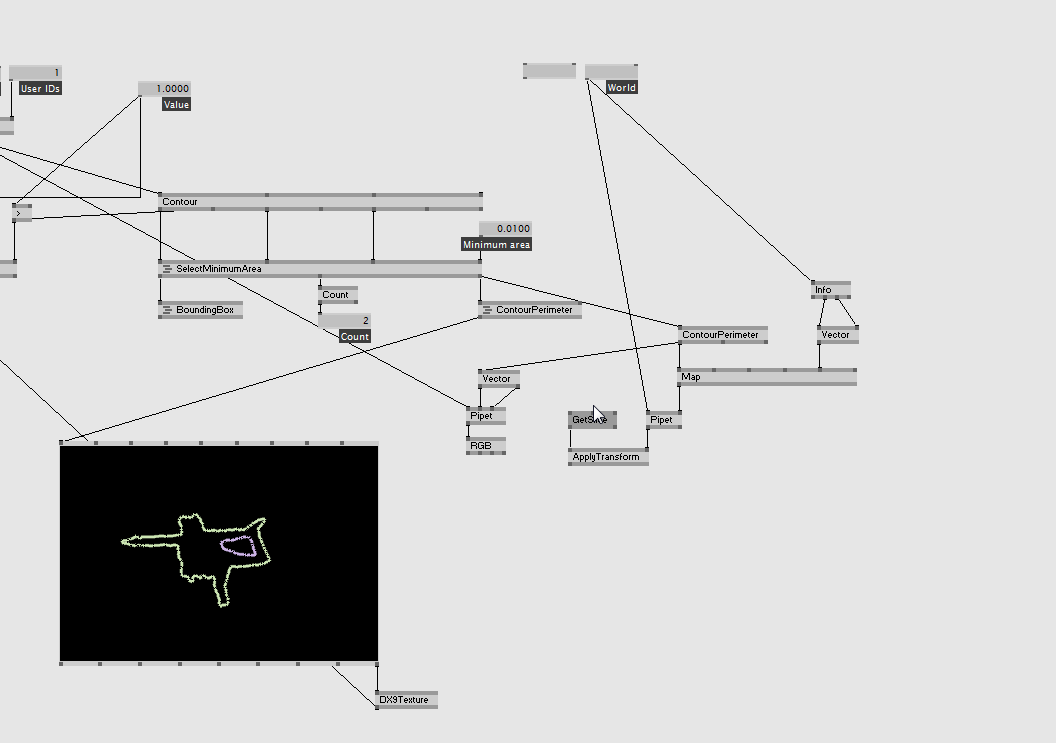 1
User IDs
1.0000
Value
World
>
Contour
0.0100
Minimum area
SelectMinimumArea
Info
Count
BoundingBox
ContourPerimeter
2
Count
ContourPerimeter
Vector
Vector
Map
Pipet
Pipet
RGB
ApplyTransform
DX9Texture